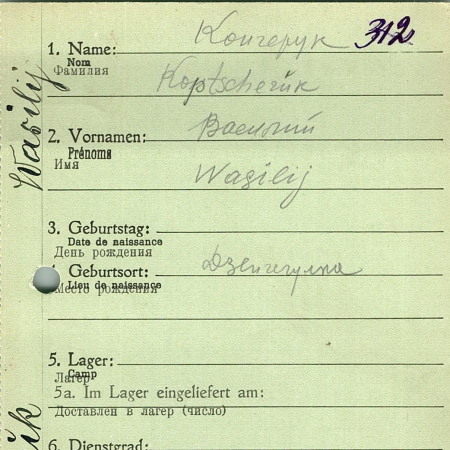 1. Name: Концерук 312
Nom
Фамилия
Koptscheruk
2. Vornamen: Василий
Prénoms
Имя
Wasilij
3. Geburtstag:
Date de naissance
День рождения
Geburtsort:
Lieu de naissance
Место рождения
5. Lager:
Camp
Лагерь
5a. Im Lager eingeliefert am:
Доставлен в лагерь (число)
6. Dienstgrad:
Wasilij
uk